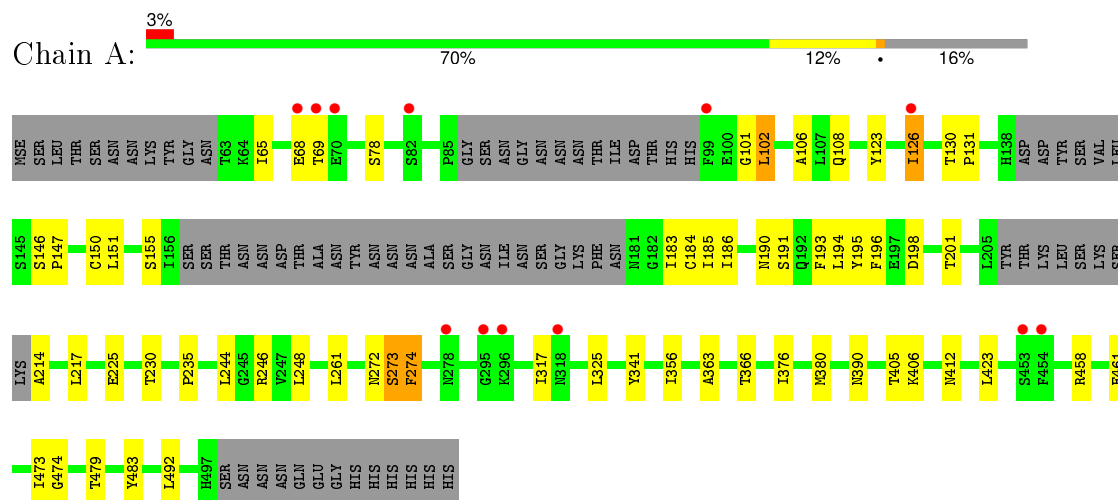 3%
Chain A:
70% 12% • 16%
MSE SER LEU THR SER ASN ASN LYS TYR GLY ASN T63 K64 I65 E68 T69 E70 S78 S82 P85 GLY SER ASN GLY ASN ASN ASN THR ILE ASP THR HIS HIS F99 E100 G101 L102 A106 L107 Q108 Y123 I126 T130 P131 H138 ASP ASP TYR SER VAL LEU
S145 S146 P147 C150 L151 S155 I156 SER SER THR ASN ASN ASP THR ALA ASN TYR ASN ASN ASN ALA SER GLY ASN ILE ASN SER GLY LYS PHE ASN N181 G182 I183 C184 I185 I186 N190 S191 Q192 F193 L194 Y195 F196 E197 D198 T201 L205 TYR THR LYS LEU SER LYS SER
LYS A214 L217 E225 T230 P235 L244 G245 R246 V247 L248 L261 N272 S273 F274 N278 G295 K296 I317 N318 L325 Y341 I356 A363 T366 I376 M380 N390 T405 K406 N412 L423 S453 F454 R458 E461
I473 G474 T479 Y483 L492 H497 SER ASN ASN ASN GLN GLU GLY HIS HIS HIS HIS HIS HIS